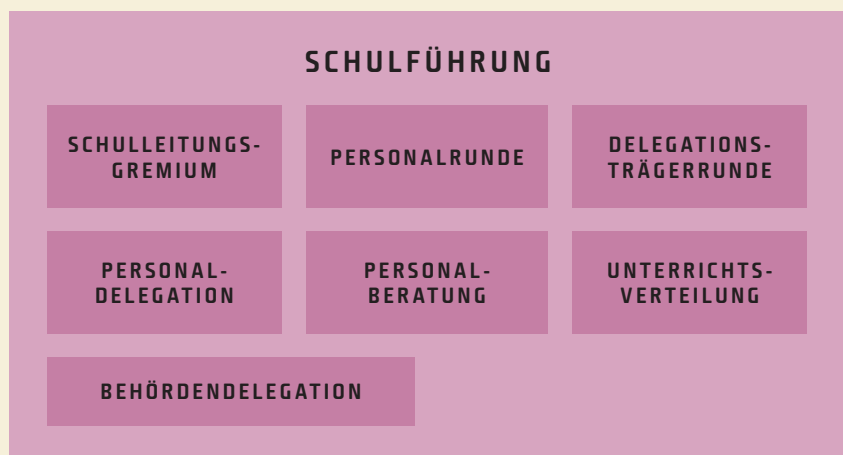 SCHULFÜHRUNG
SCHULLEITUNGS-
GREMIUM
PERSONALRUNDE
DELEGATIONS-
TRÄGERRUNDE
PERSONAL-
DELEGATION
PERSONAL-
BERATUNG
UNTERRICHTS-
VERTEILUNG
BEHÖRDENDELEGATION